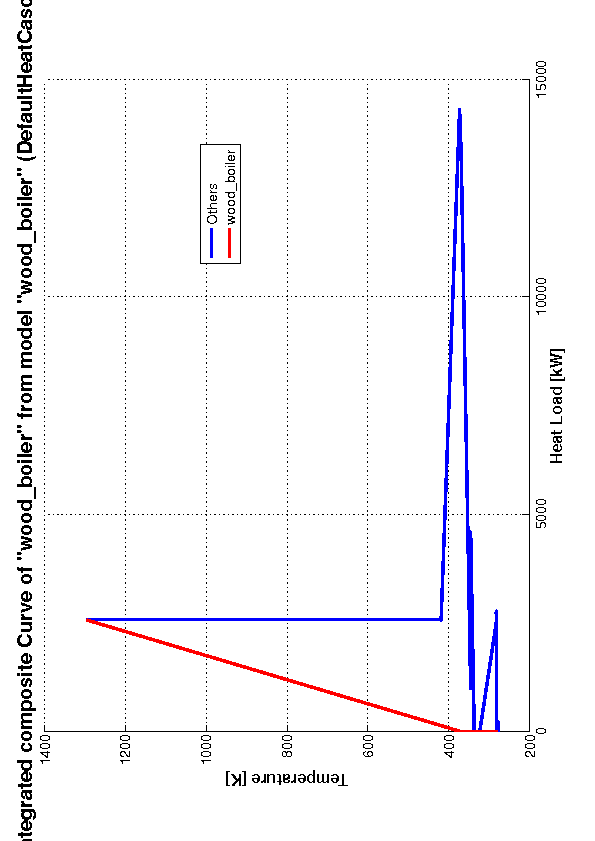 ntegrated composite Curve of "wood_boiler" from model "wood_boiler" (DefaultHeatCasc
1400
1200
1000
800
600
400
200
Temperature [K]
0
5000
10000
15000
Heat Load [kW]
Others
wood_boiler